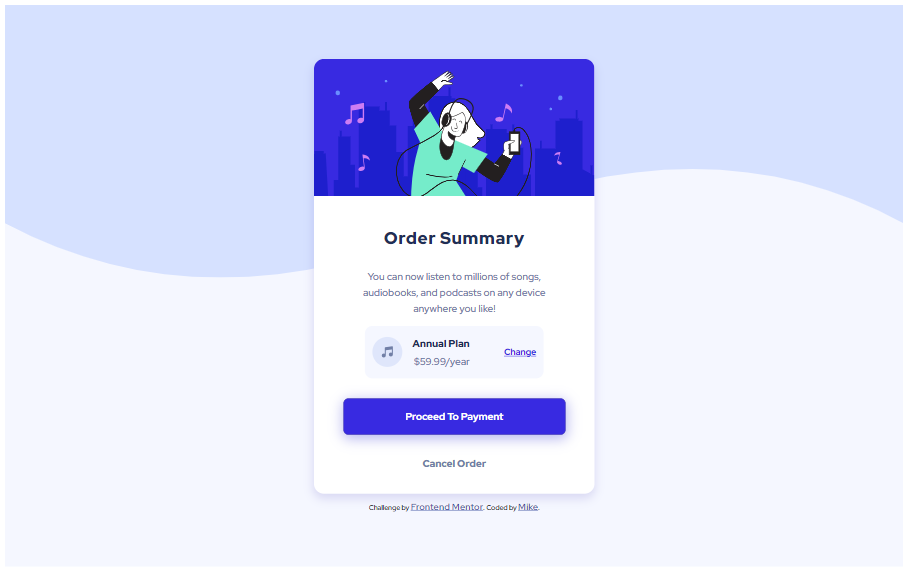 Order Summary
You can now listen to millions of songs,
audiobooks, and podcasts on any device
anywhere you like!
Annual Plan
$59.99/year
Change
Proceed To Payment
Cancel Order
Challenge by Frontend Mentor. Coded by Mike.